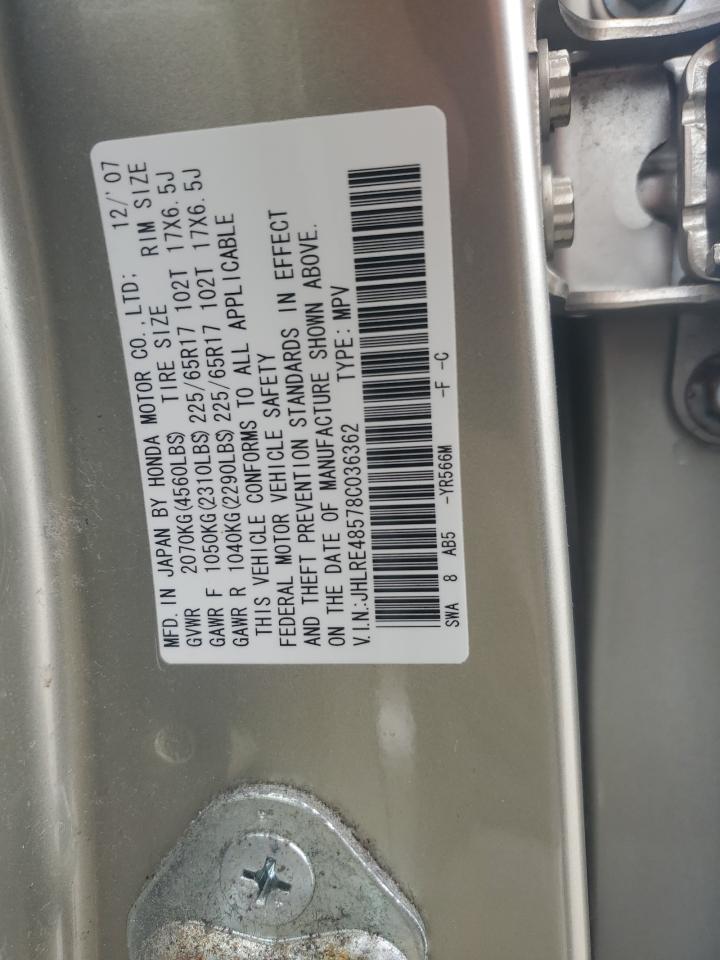 MFD. IN JAPAN BY HONDA MOTOR CO.,LTD; 12/'07
GVWR 2070KG(4560LBS) TIRE SIZE RIM SIZE
GAWR F 1050KG(2310LBS) 225/65R17 102T 17X6.5J
GAWR R 1040KG(2290LBS) 225/65R17 102T 17X6.5J
THIS VEHICLE CONFORMS TO ALL APPLICABLE
FEDERAL MOTOR VEHICLE SAFETY
AND THEFT PREVENTION STANDARDS IN EFFECT
ON THE DATE OF MANUFACTURE SHOWN ABOVE.
V.I.N.:JHLRE48578C036362 TYPE: MPV
SWA 8 AB5 -YR566M -F -C